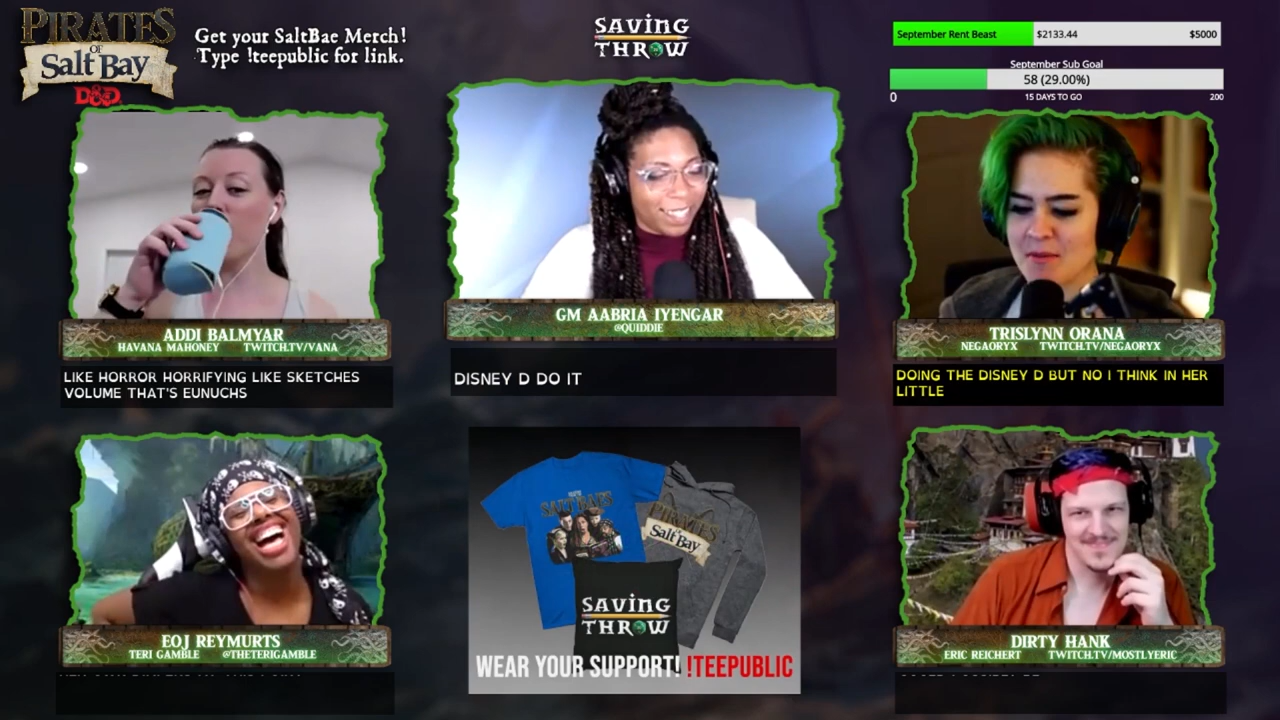 PIRATES
OF
Salt Bay
D&D
Get your SaltBae Merch!
Type !teepublic for link.
SAVING
THROW
September Rent Beast $2133.44 $5000
September Sub Goal
58 (29.00%)
0 15 DAYS TO GO 200
ADDI BALMYAR
HAVANA MAHONEY TWITCH.TV/VANA
LIKE HORROR HORRIFYING LIKE SKETCHES
VOLUME THAT'S EUNUCHS
GM AABRIA IYENGAR
@QUIDDIE
DISNEY D DO IT
TRISLYNN ORANA
NEGAORYX TWITCH.TV/NEGAORYX
DOING THE DISNEY D BUT NO I THINK IN HER
LITTLE
EOJ REYMURTS
TERI GAMBLE @THETERIGAMBLE
SALT BAES
PIRATES
OF
Salt Bay
SAVING
THROW
WEAR YOUR SUPPORT! !TEEPUBLIC
DIRTY HANK
ERIC REICHERT TWITCH.TV/MOSTLYERIC